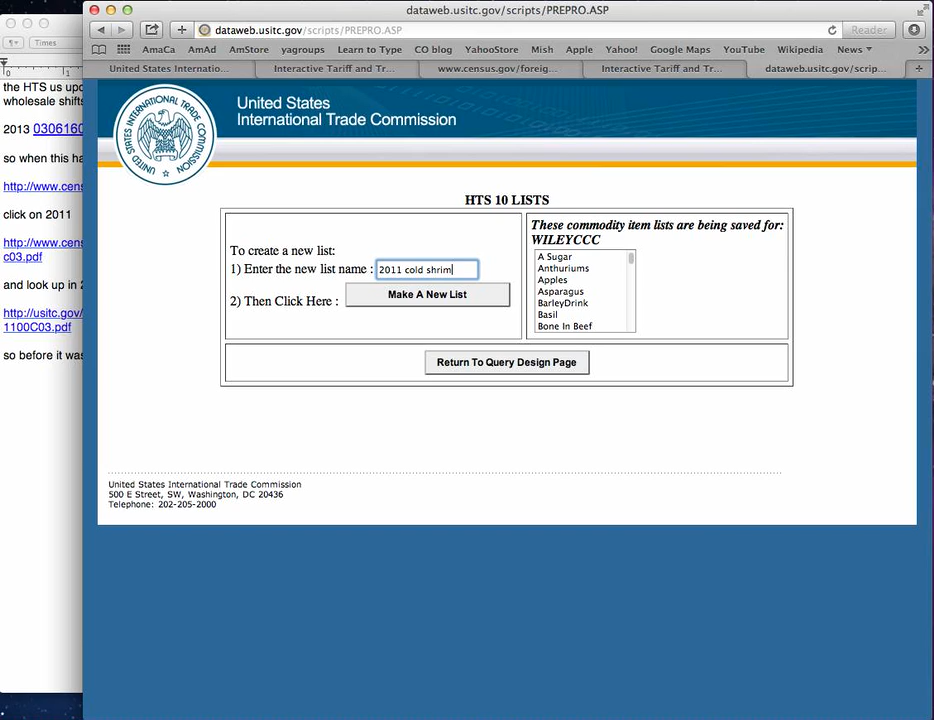 dataweb.usitc.gov/scripts/PREPRO.ASP
dataweb.usitc.gov/scripts/PREPRO.ASP
Reader
AmaCa AmAd AmStore yagroups Learn to Type CO blog YahooStore Mish Apple Yahoo! Google Maps YouTube Wikipedia News
United States Internatio... Interactive Tariff and Tr... www.census.gov/foreig... Interactive Tariff and Tr... dataweb.usitc.gov/scrip...
Times
0 1
the HTS us upd
wholesale shifts
2013 0306160
so when this ha
http://www.cens
click on 2011
http://www.cens
c03.pdf
and look up in 2
http://usitc.gov/
1100C03.pdf
so before it was
United States
International Trade Commission
UNITED STATES INTERNATIONAL TRADE COMMISSION
HTS 10 LISTS
To create a new list:
1) Enter the new list name : 2011 cold shrim
2) Then Click Here : Make A New List
These commodity item lists are being saved for:
WILEYCCC
A Sugar
Anthuriums
Apples
Asparagus
BarleyDrink
Basil
Bone In Beef
Return To Query Design Page
United States International Trade Commission
500 E Street, SW, Washington, DC 20436
Telephone: 202-205-2000